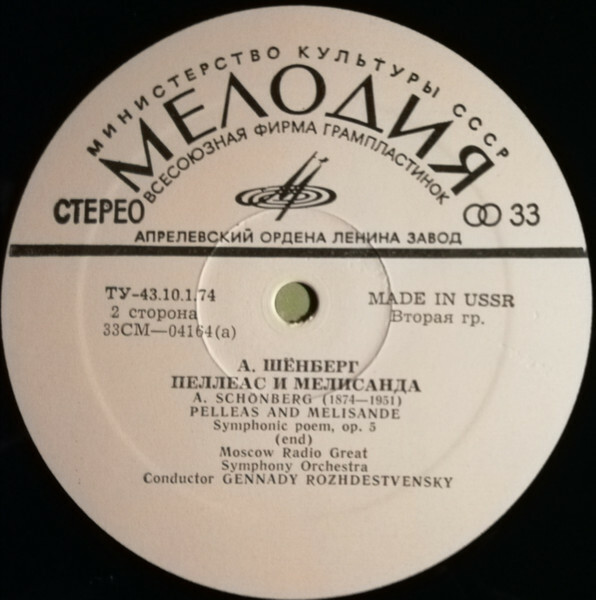 МИНИСТЕРСТВО КУЛЬТУРЫ СССР
МЕЛОДИЯ
ВСЕСОЮЗНАЯ ФИРМА ГРАМПЛАСТИНОК
СТЕРЕО
33
АПРЕЛЕВСКИЙ ОРДЕНА ЛЕНИНА ЗАВОД
ТУ-43.10.1.74
2 сторона
33СМ—04164(а)
MADE IN USSR
Вторая гр.
А. ШЁНБЕРГ
ПЕЛЛЕАС И МЕЛИСАНДА
A. SCHÖNBERG (1874—1951)
PELLEAS AND MELISANDE
Symphonic poem, op. 5
(end)
Moscow Radio Great
Symphony Orchestra
Conductor GENNADY ROZHDESTVENSKY